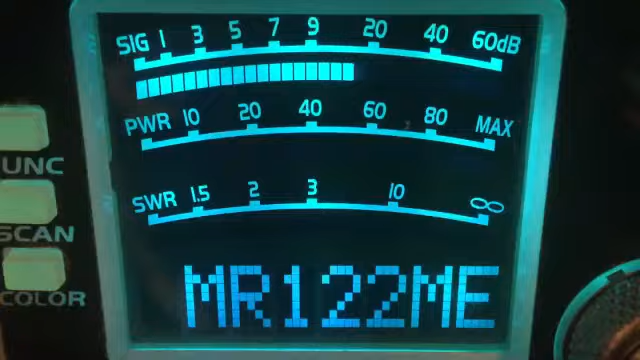 SIG 1 3 5 7 9 20 40 60dB
PWR 10 20 40 60 80 MAX
UNC
SWR 1.5 2 3 10 ∞
SCAN
MR122ME
COLOR